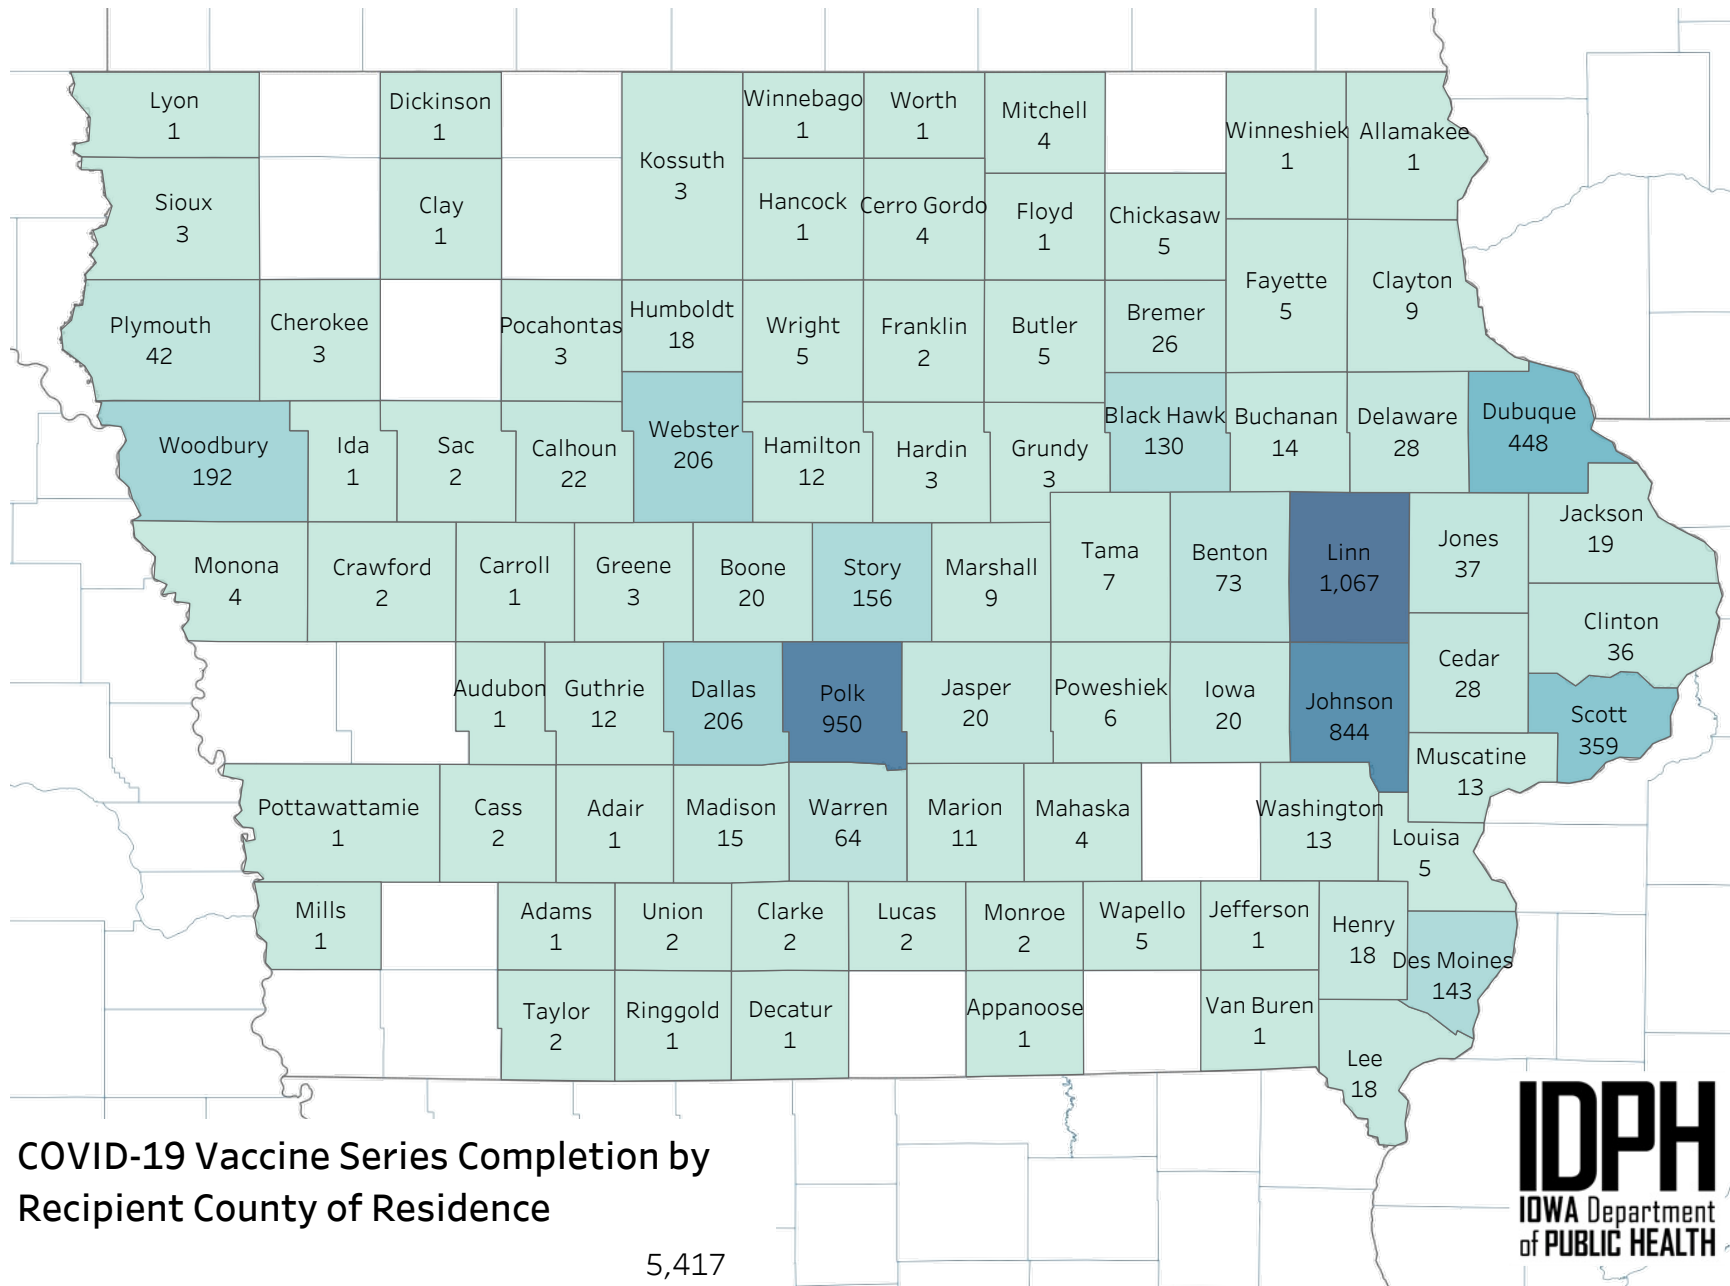 Lyon
1
Dickinson
1
Kossuth
3
Winnebago
1
Worth
1
Mitchell
4
Winneshiek
1
Allamakee
1
Sioux
3
Clay
1
Hancock
1
Cerro Gordo
4
Floyd
1
Chickasaw
5
Plymouth
42
Cherokee
3
Pocahontas
3
Humboldt
18
Wright
5
Franklin
2
Butler
5
Bremer
26
Fayette
5
Clayton
9
Woodbury
192
Ida
1
Sac
2
Calhoun
22
Webster
206
Hamilton
12
Hardin
3
Grundy
3
Black Hawk
130
Buchanan
14
Delaware
28
Dubuque
448
Monona
4
Crawford
2
Carroll
1
Greene
3
Boone
20
Story
156
Marshall
9
Tama
7
Benton
73
Linn
1,067
Jones
37
Jackson
19
Clinton
36
Audubon
1
Guthrie
12
Dallas
206
Polk
950
Jasper
20
Poweshiek
6
Iowa
20
Johnson
844
Cedar
28
Scott
359
Muscatine
13
Pottawattamie
1
Cass
2
Adair
1
Madison
15
Warren
64
Marion
11
Mahaska
4
Washington
13
Louisa
5
Mills
1
Adams
1
Union
2
Clarke
2
Lucas
2
Monroe
2
Wapello
5
Jefferson
1
Henry
18
Des Moines
143
Taylor
2
Ringgold
1
Decatur
1
Appanoose
1
Van Buren
1
Lee
18
COVID-19 Vaccine Series Completion by
Recipient County of Residence
5,417
IDPH
IOWA Department
of PUBLIC HEALTH